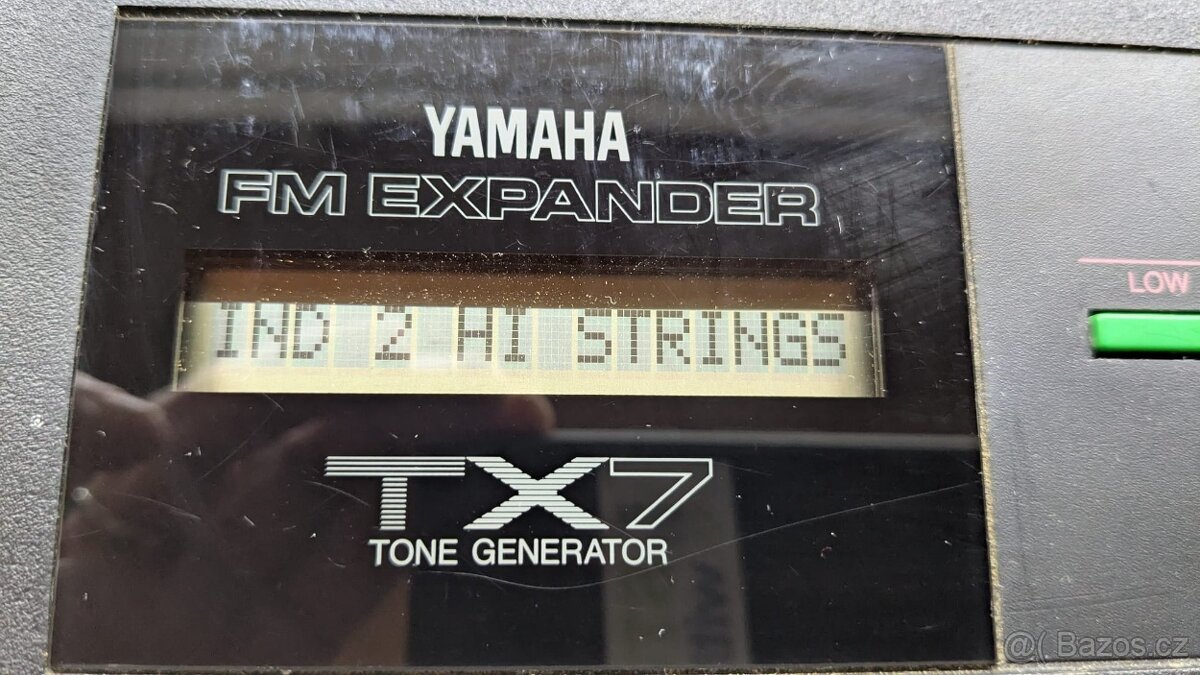 YAMAHA
FM EXPANDER
IND 2 HI STRINGS
LOW
TX7
TONE GENERATOR
@( Bazos.cz